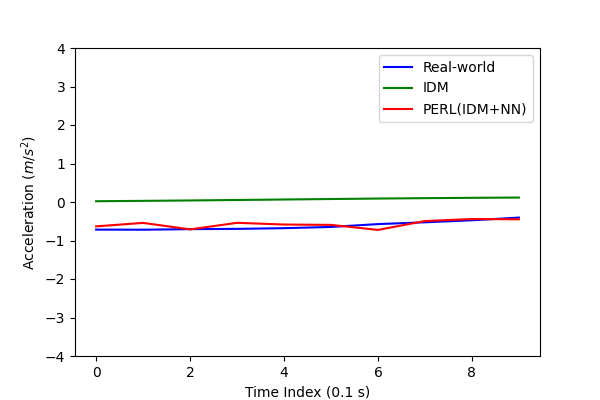 Real-world
IDM
PERL(IDM+NN)
4
3
2
1
0
−1
−2
−3
−4
Acceleration (m/s²)
0 2 4 6 8
Time Index (0.1 s)